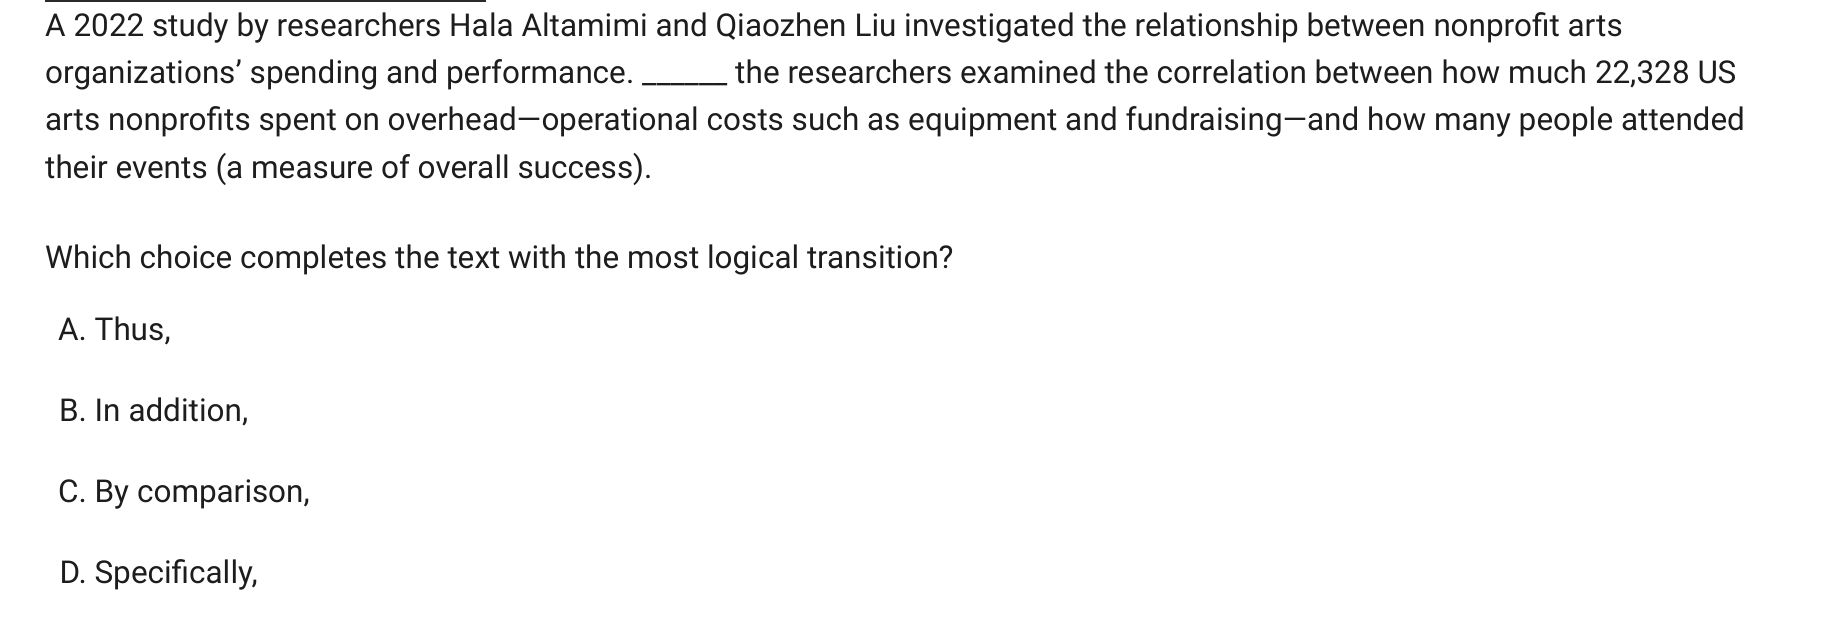 A 2022 study by researchers Hala Altamimi and Qiaozhen Liu investigated the relationship between nonprofit arts
organizations’ spending and performance. ______ the researchers examined the correlation between how much 22,328 US
arts nonprofits spent on overhead—operational costs such as equipment and fundraising—and how many people attended
their events (a measure of overall success).
Which choice completes the text with the most logical transition?
A. Thus,
B. In addition,
C. By comparison,
D. Specifically,